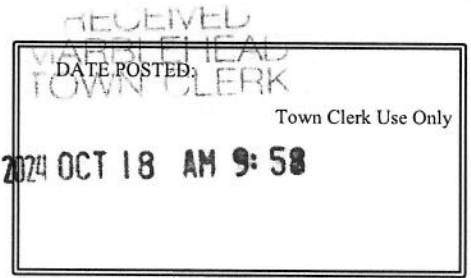 RECEIVED
MARBLEHEAD
DATE POSTED:
TOWN CLERK
Town Clerk Use Only
2024 OCT 18 AM 9:58